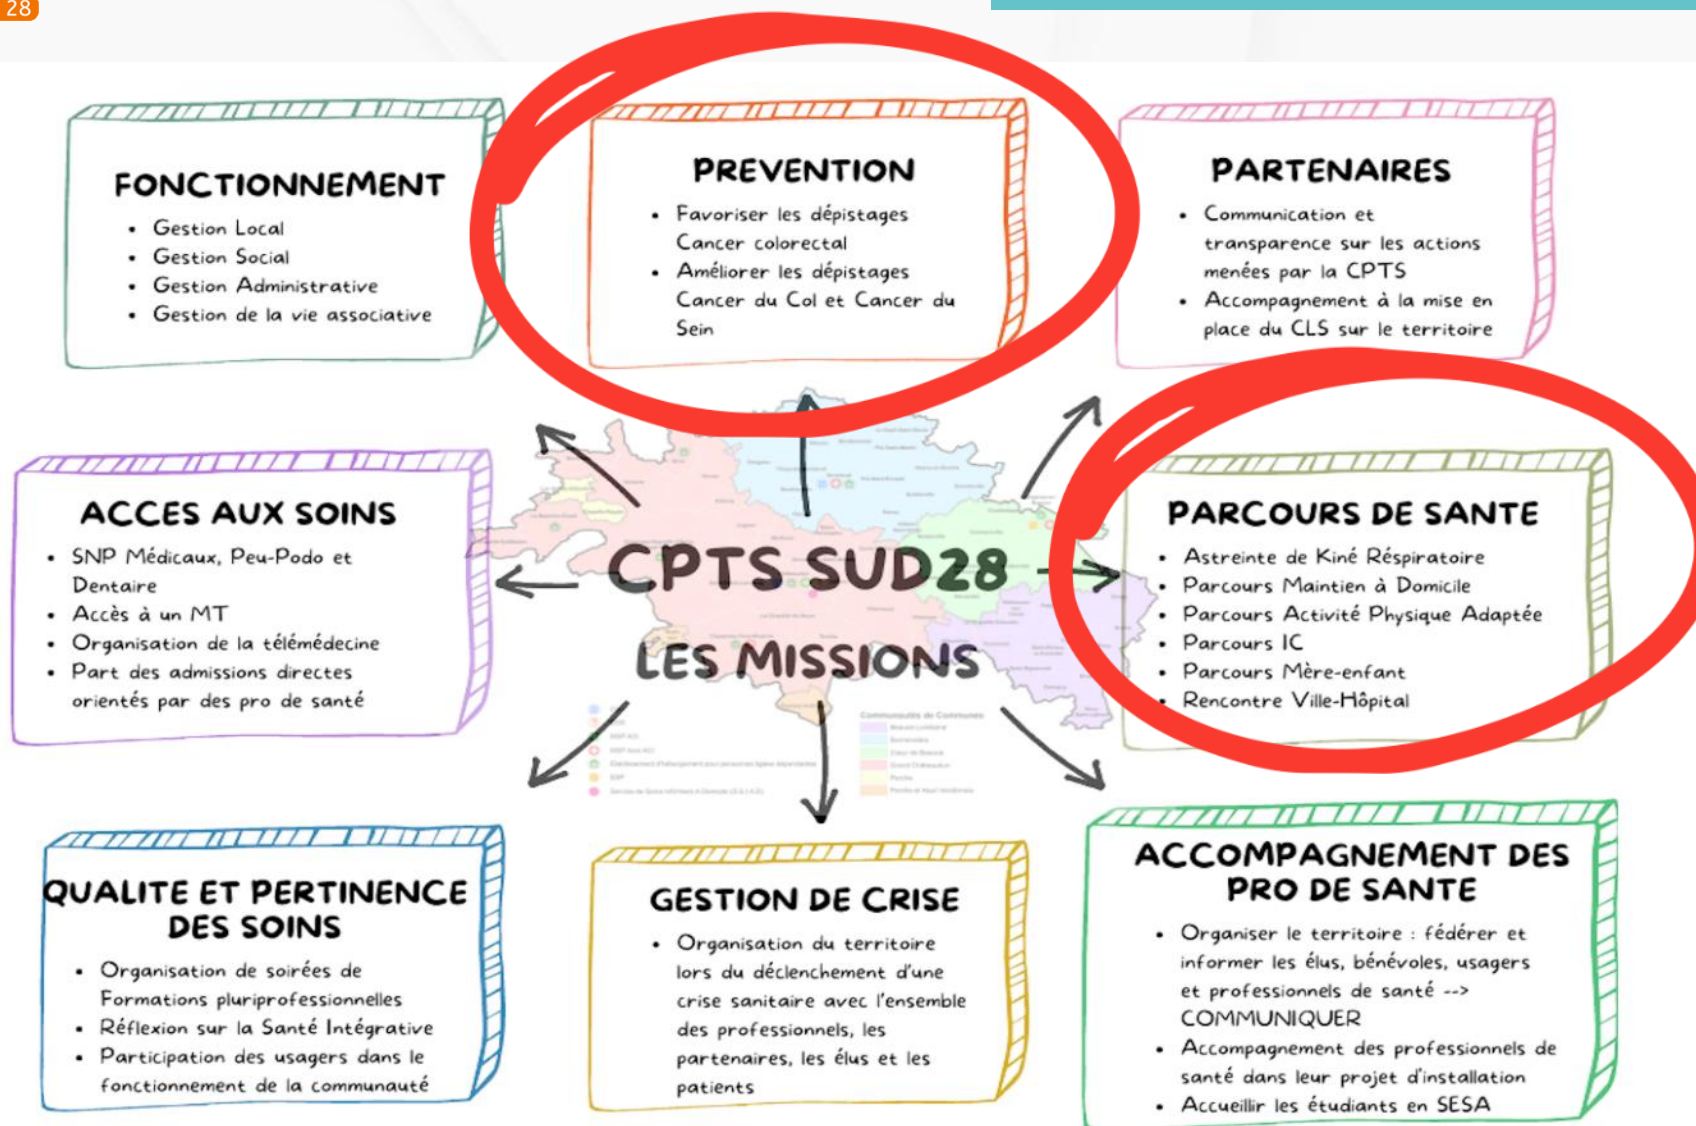 28
FONCTIONNEMENT
• Gestion Local
• Gestion Social
• Gestion Administrative
• Gestion de la vie associative
PREVENTION
• Favoriser les dépistages
Cancer colorectal
• Améliorer les dépistages
Cancer du Col et Cancer du
Sein
PARTENAIRES
• Communication et
transparence sur les actions
menées par la CPTS
• Accompagnement à la mise en
place du CLS sur le territoire
ACCES AUX SOINS
• SNP Médicaux, Peu-Podo et
Dentaire
• Accès à un MT
• Organisation de la télémédecine
• Part des admissions directes
orientés par des pro de santé
CPTS SUD28
LES MISSIONS
Communautés de Communes
PARCOURS DE SANTE
• Astreinte de Kiné Réspiratoire
• Parcours Maintien à Domicile
• Parcours Activité Physique Adaptée
• Parcours IC
• Parcours Mère-enfant
• Rencontre Ville-Hôpital
QUALITE ET PERTINENCE
DES SOINS
• Organisation de soirées de
Formations pluriprofessionnelles
• Réflexion sur la Santé Intégrative
• Participation des usagers dans le
fonctionnement de la communauté
GESTION DE CRISE
• Organisation du territoire
lors du déclenchement d'une
crise sanitaire avec l'ensemble
des professionnels, les
partenaires, les élus et les
patients
ACCOMPAGNEMENT DES
PRO DE SANTE
• Organiser le territoire : fédérer et
informer les élus, bénévoles, usagers
et professionnels de santé -->
COMMUNIQUER
• Accompagnement des professionnels de
santé dans leur projet d'installation
• Accueillir les étudiants en SESA